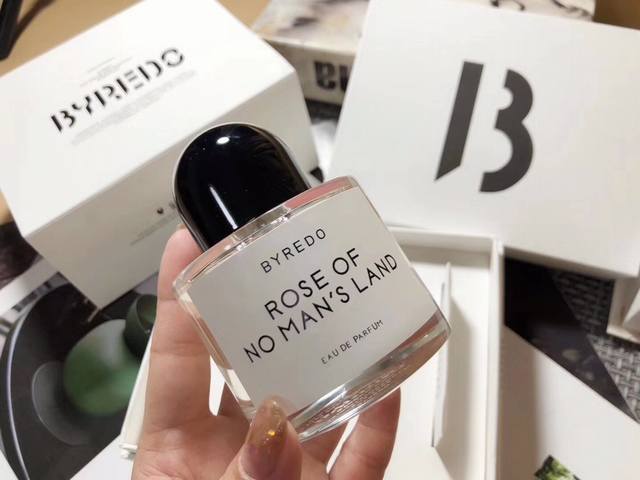 BYREDO
B
BYREDO
ROSE OF
NO MAN'S LAND
EAU DE PARFUM